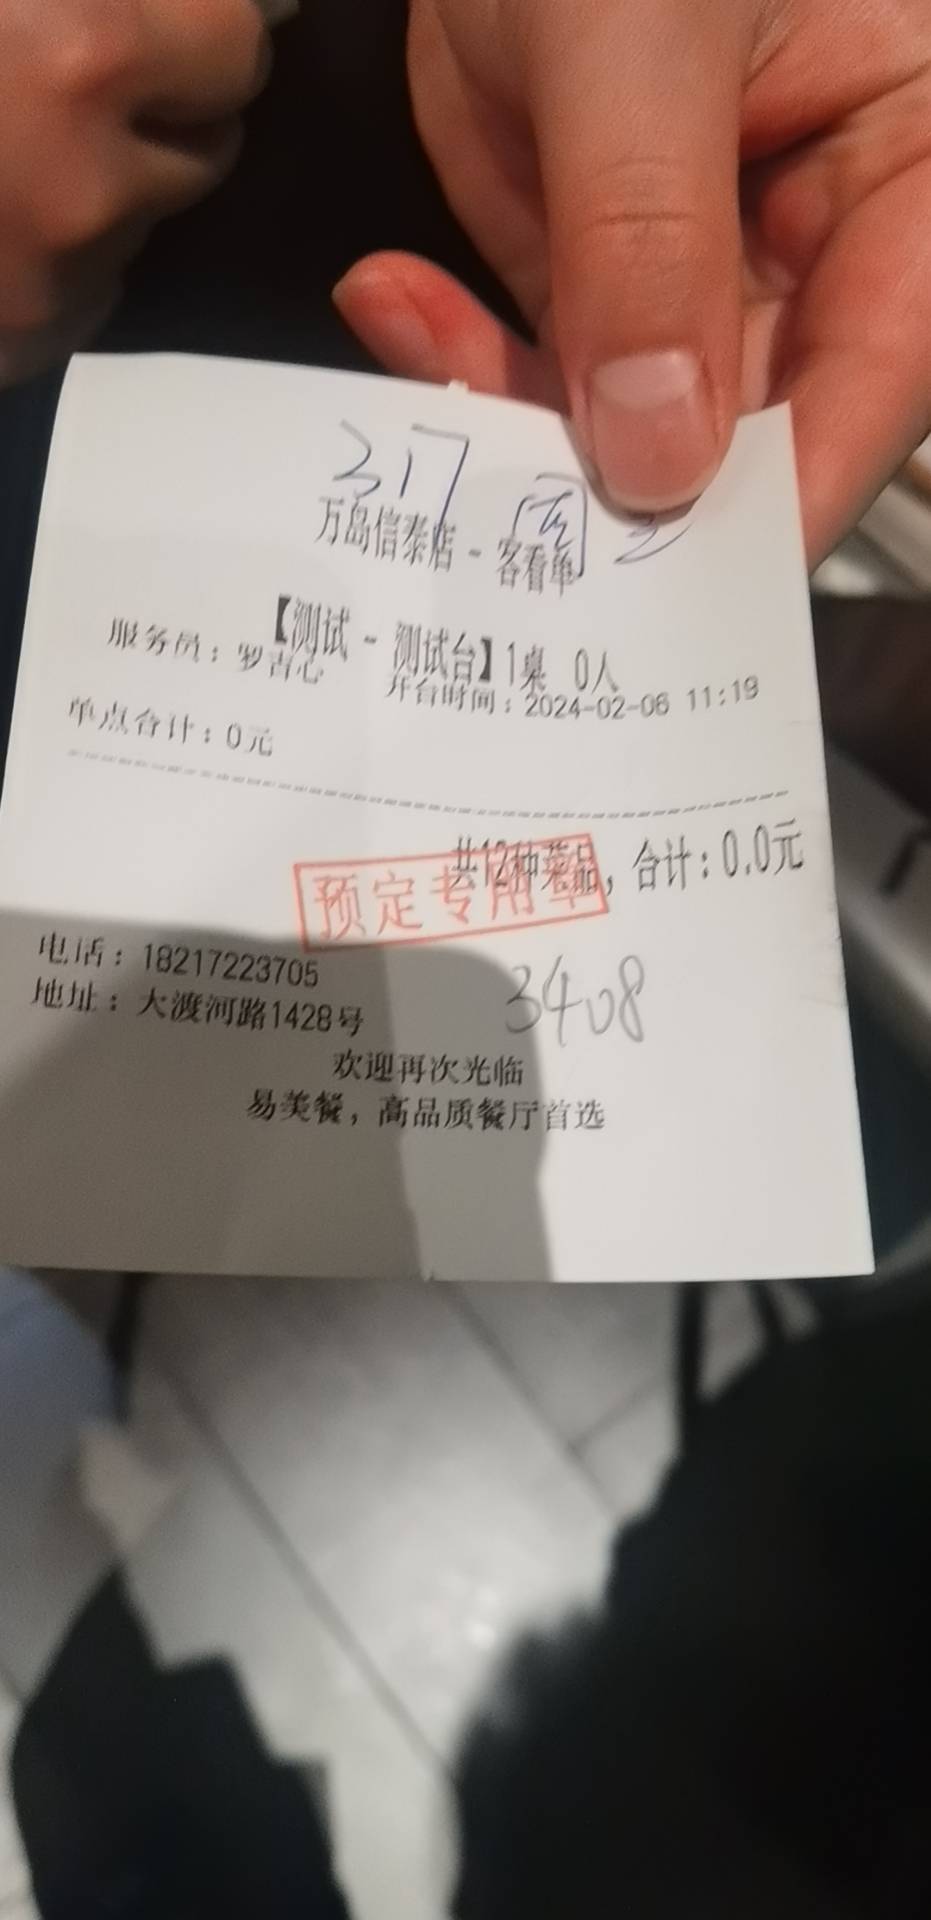 317
万岛信泰店 - 客看单
【测试 - 测试台】1桌 0人
服务员：罗吉心
开台时间：2024-02-06 11:19
单点合计：0元
共12种菜品，合计：0.0元
预定专用章
电话：18217223705
3408
地址：大渡河路1428号
欢迎再次光临
易美餐，高品质餐厅首选